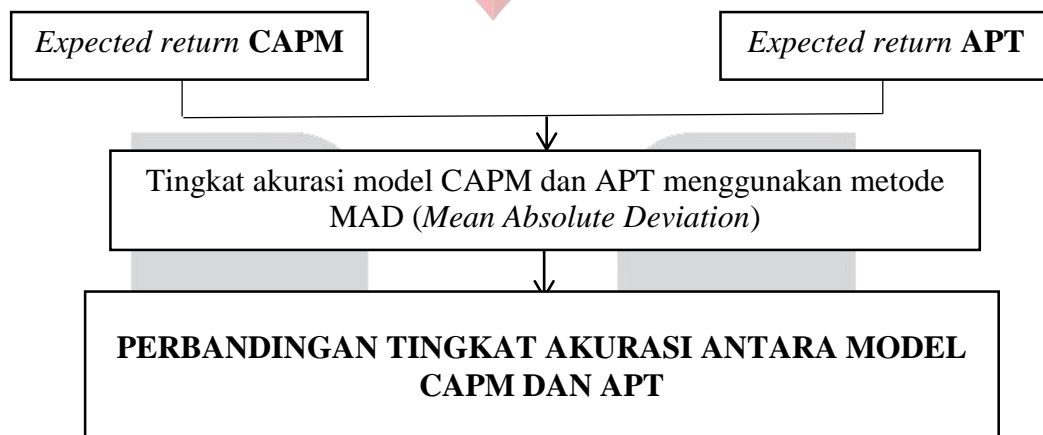 Expected return CAPM
Expected return APT
Tingkat akurasi model CAPM dan APT menggunakan metode
MAD (Mean Absolute Deviation)
PERBANDINGAN TINGKAT AKURASI ANTARA MODEL
CAPM DAN APT